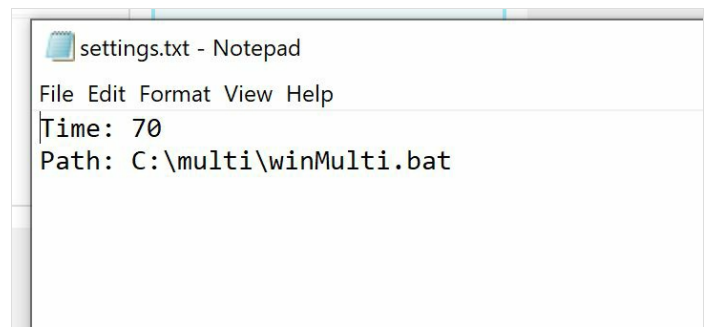 settings.txt - Notepad
File Edit Format View Help
Time: 70
Path: C:\multi\winMulti.bat